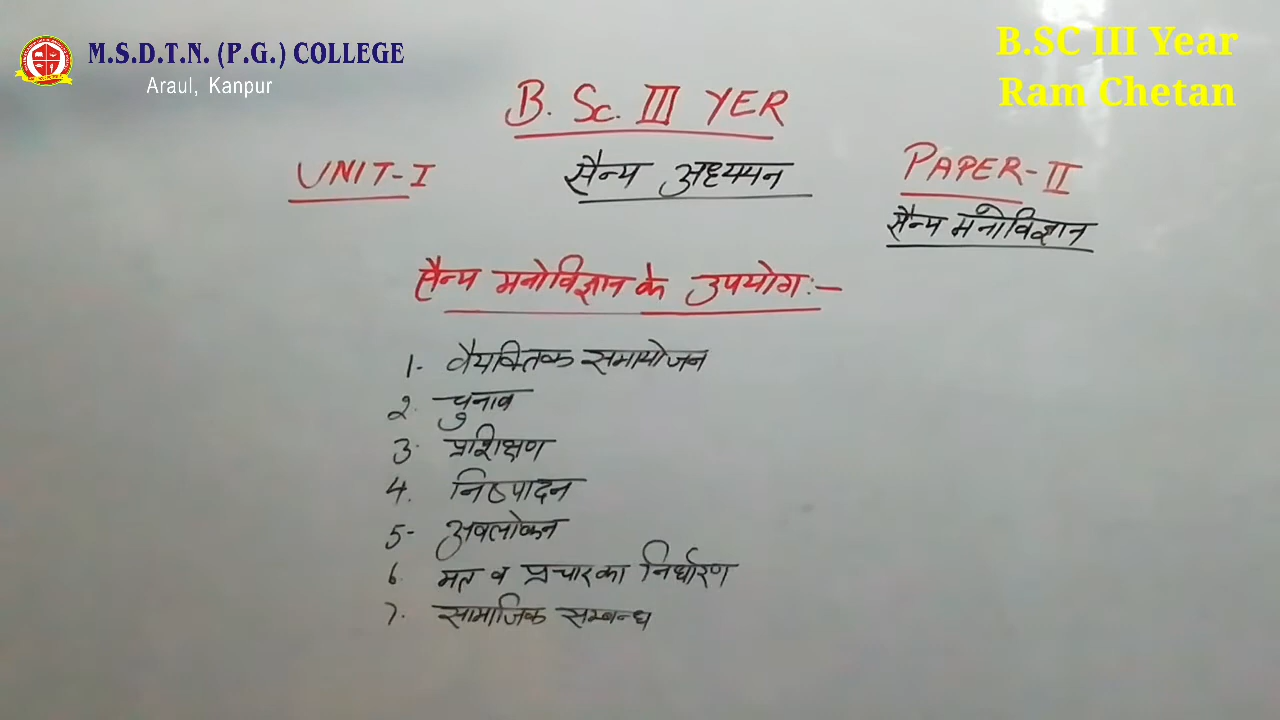 M.S.D.T.N. (P.G.) COLLEGE
Araul, Kanpur
B.SC III Year
Ram Chetan
B. Sc. III YER
UNIT-I
सैन्य अध्ययन
PAPER-II
सैन्य मनोविज्ञान
सैन्य मनोविज्ञान के उपयोग:-
1- वैयक्तिक समायोजन
2. चुनाव
3. प्रशिक्षण
4. निष्पादन
5- अवलोकन
6. मत व प्रचार का निर्धारण
7. सामाजिक सम्बन्ध